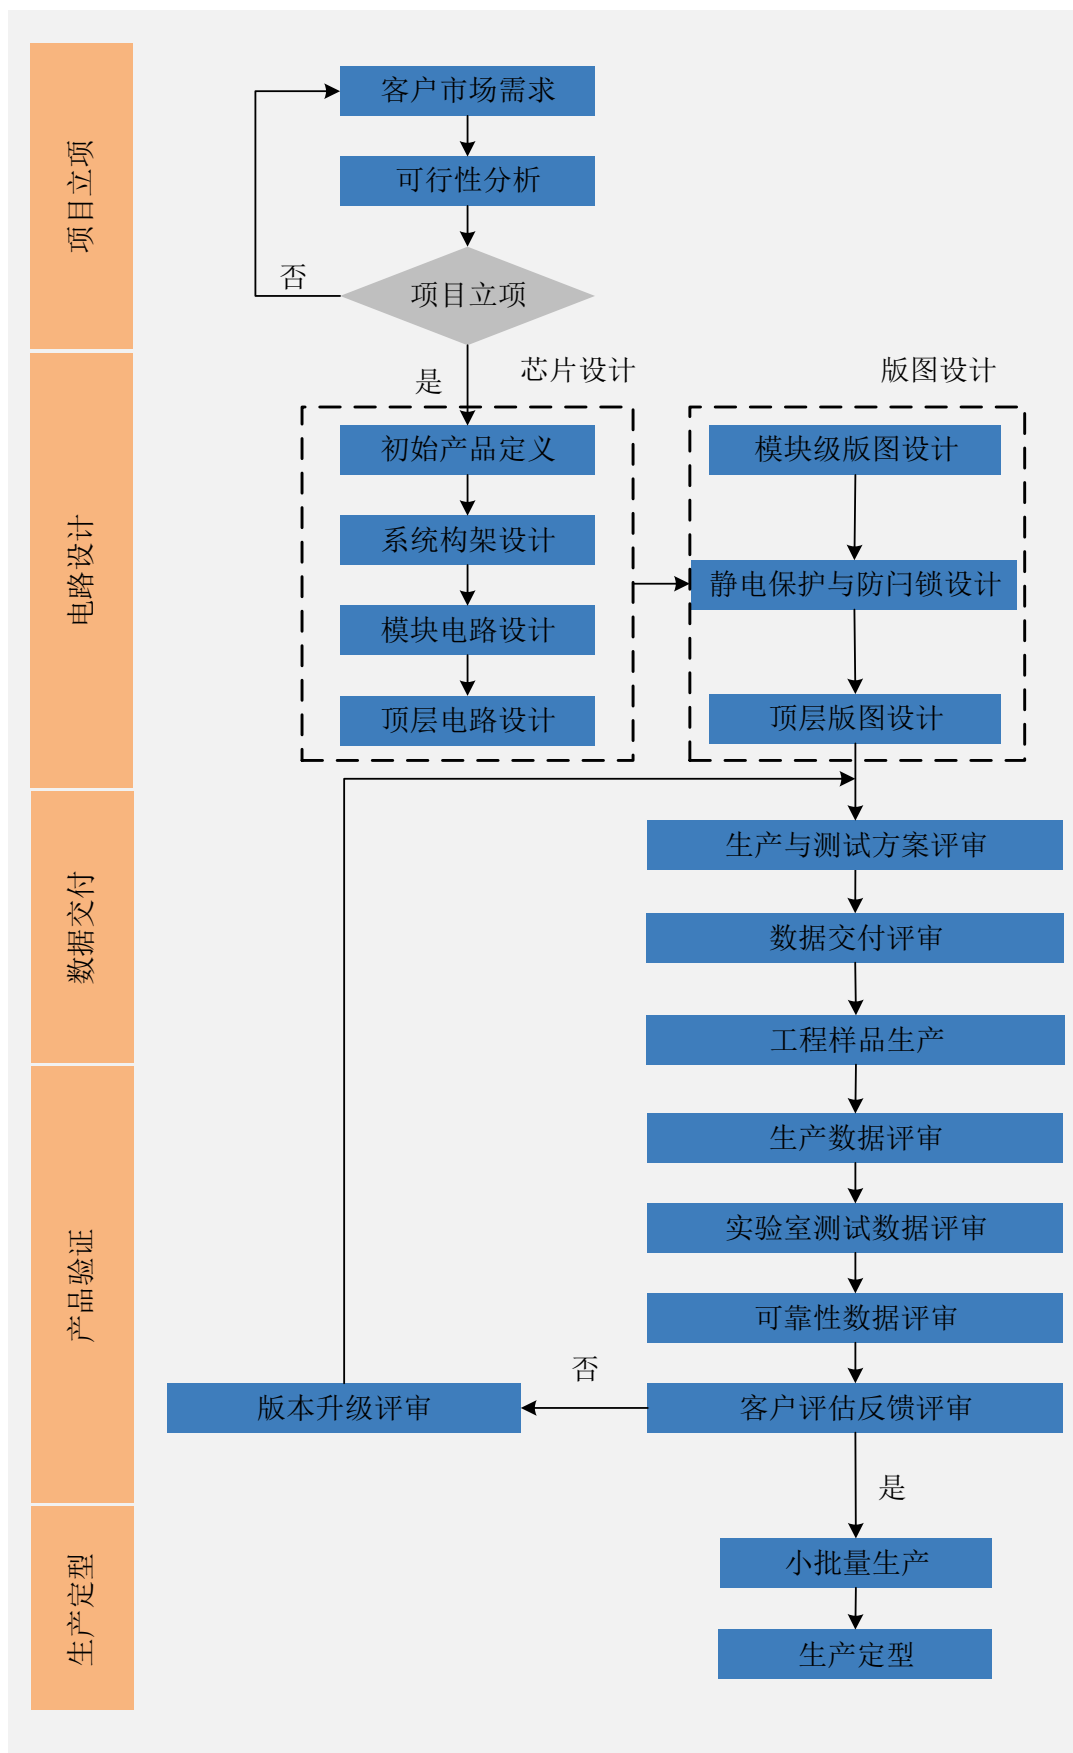 项目立项
客户市场需求
可行性分析
项目立项
否
是
电路设计
芯片设计
初始产品定义
系统构架设计
模块电路设计
顶层电路设计
版图设计
模块级版图设计
静电保护与防闩锁设计
顶层版图设计
数据交付
生产与测试方案评审
数据交付评审
工程样品生产
产品验证
生产数据评审
实验室测试数据评审
可靠性数据评审
客户评估反馈评审
否
版本升级评审
是
生产定型
小批量生产
生产定型